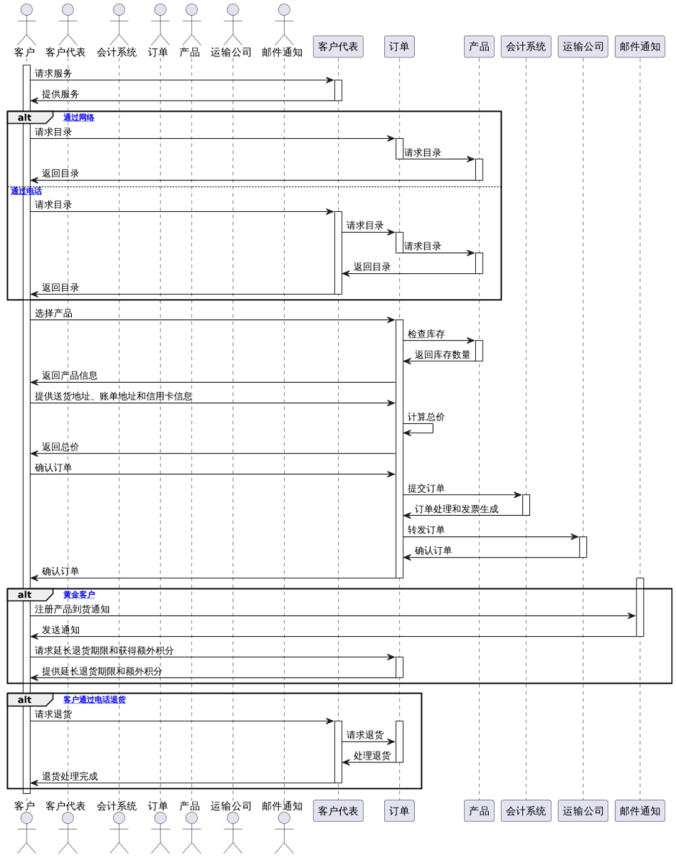 客户 客户代表 会计系统 订单 产品 运输公司 邮件通知 客户代表 订单 产品 会计系统 运输公司 邮件通知
请求服务
提供服务
alt 通过网络
请求目录
请求目录
返回目录
通过电话
请求目录
请求目录
请求目录
返回目录
返回目录
选择产品
检查库存
返回库存数量
返回产品信息
提供送货地址、账单地址和信用卡信息
计算总价
返回总价
确认订单
提交订单
订单处理和发票生成
转发订单
确认订单
确认订单
alt 黄金客户
注册产品到货通知
发送通知
请求延长退货期限和获得额外积分
提供延长退货期限和额外积分
alt 客户通过电话退货
请求退货
请求退货
处理退货
退货处理完成
客户 客户代表 会计系统 订单 产品 运输公司 邮件通知 客户代表 订单 产品 会计系统 运输公司 邮件通知